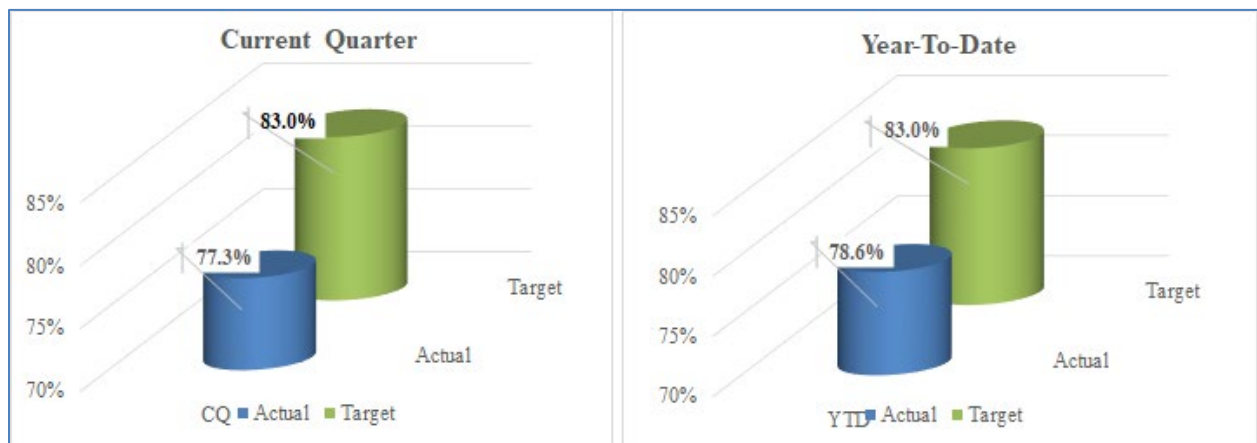 Current Quarter
83.0%
85%
77.3%
80%
Target
75%
Actual
70%
CQ Actual Target
Year-To-Date
83.0%
85%
78.6%
80%
Target
75%
Actual
70%
YTD Actual Target